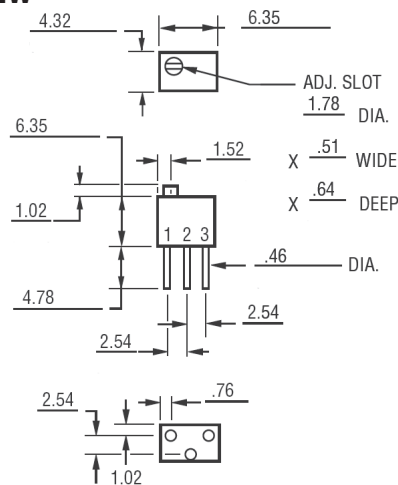 4.32
6.35
ADJ. SLOT
1.78 DIA.
6.35
1.52
X .51 WIDE
1.02
X .64 DEEP
1 2 3
.46 DIA.
4.78
2.54
2.54
2.54
.76
1.02